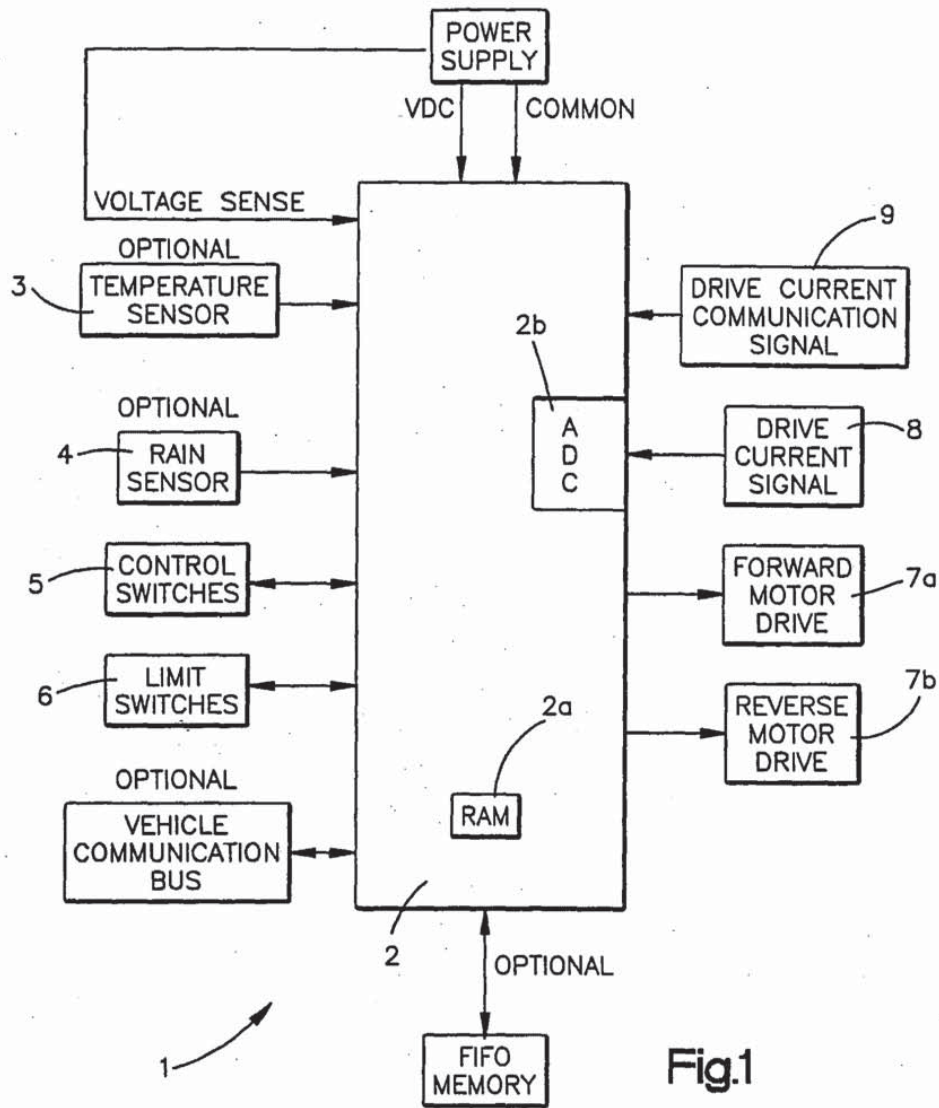 POWER
SUPPLY
VDC
COMMON
VOLTAGE SENSE
OPTIONAL
3
TEMPERATURE
SENSOR
9
DRIVE CURRENT
COMMUNICATION
SIGNAL
2b
OPTIONAL
4
RAIN
SENSOR
A
D
C
DRIVE
CURRENT
SIGNAL
8
5
CONTROL
SWITCHES
FORWARD
MOTOR
DRIVE
7a
6
LIMIT
SWITCHES
2a
RAM
REVERSE
MOTOR
DRIVE
7b
OPTIONAL
VEHICLE
COMMUNICATION
BUS
2
OPTIONAL
1
FIFO
MEMORY
Fig.1